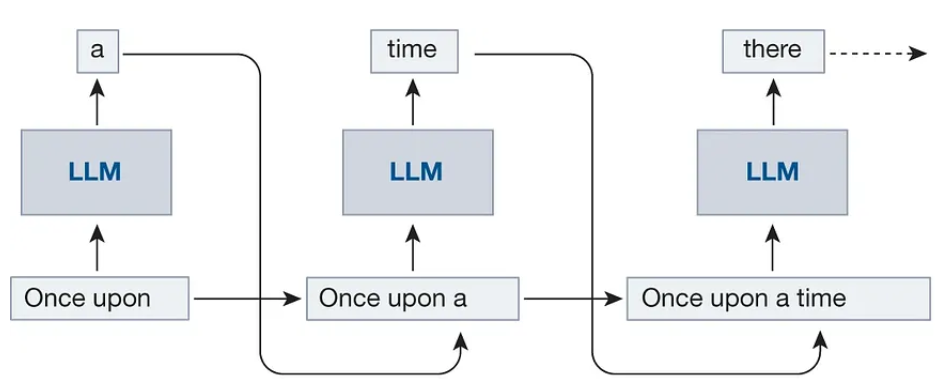 a
time
there
LLM
LLM
LLM
Once upon
Once upon a
Once upon a time